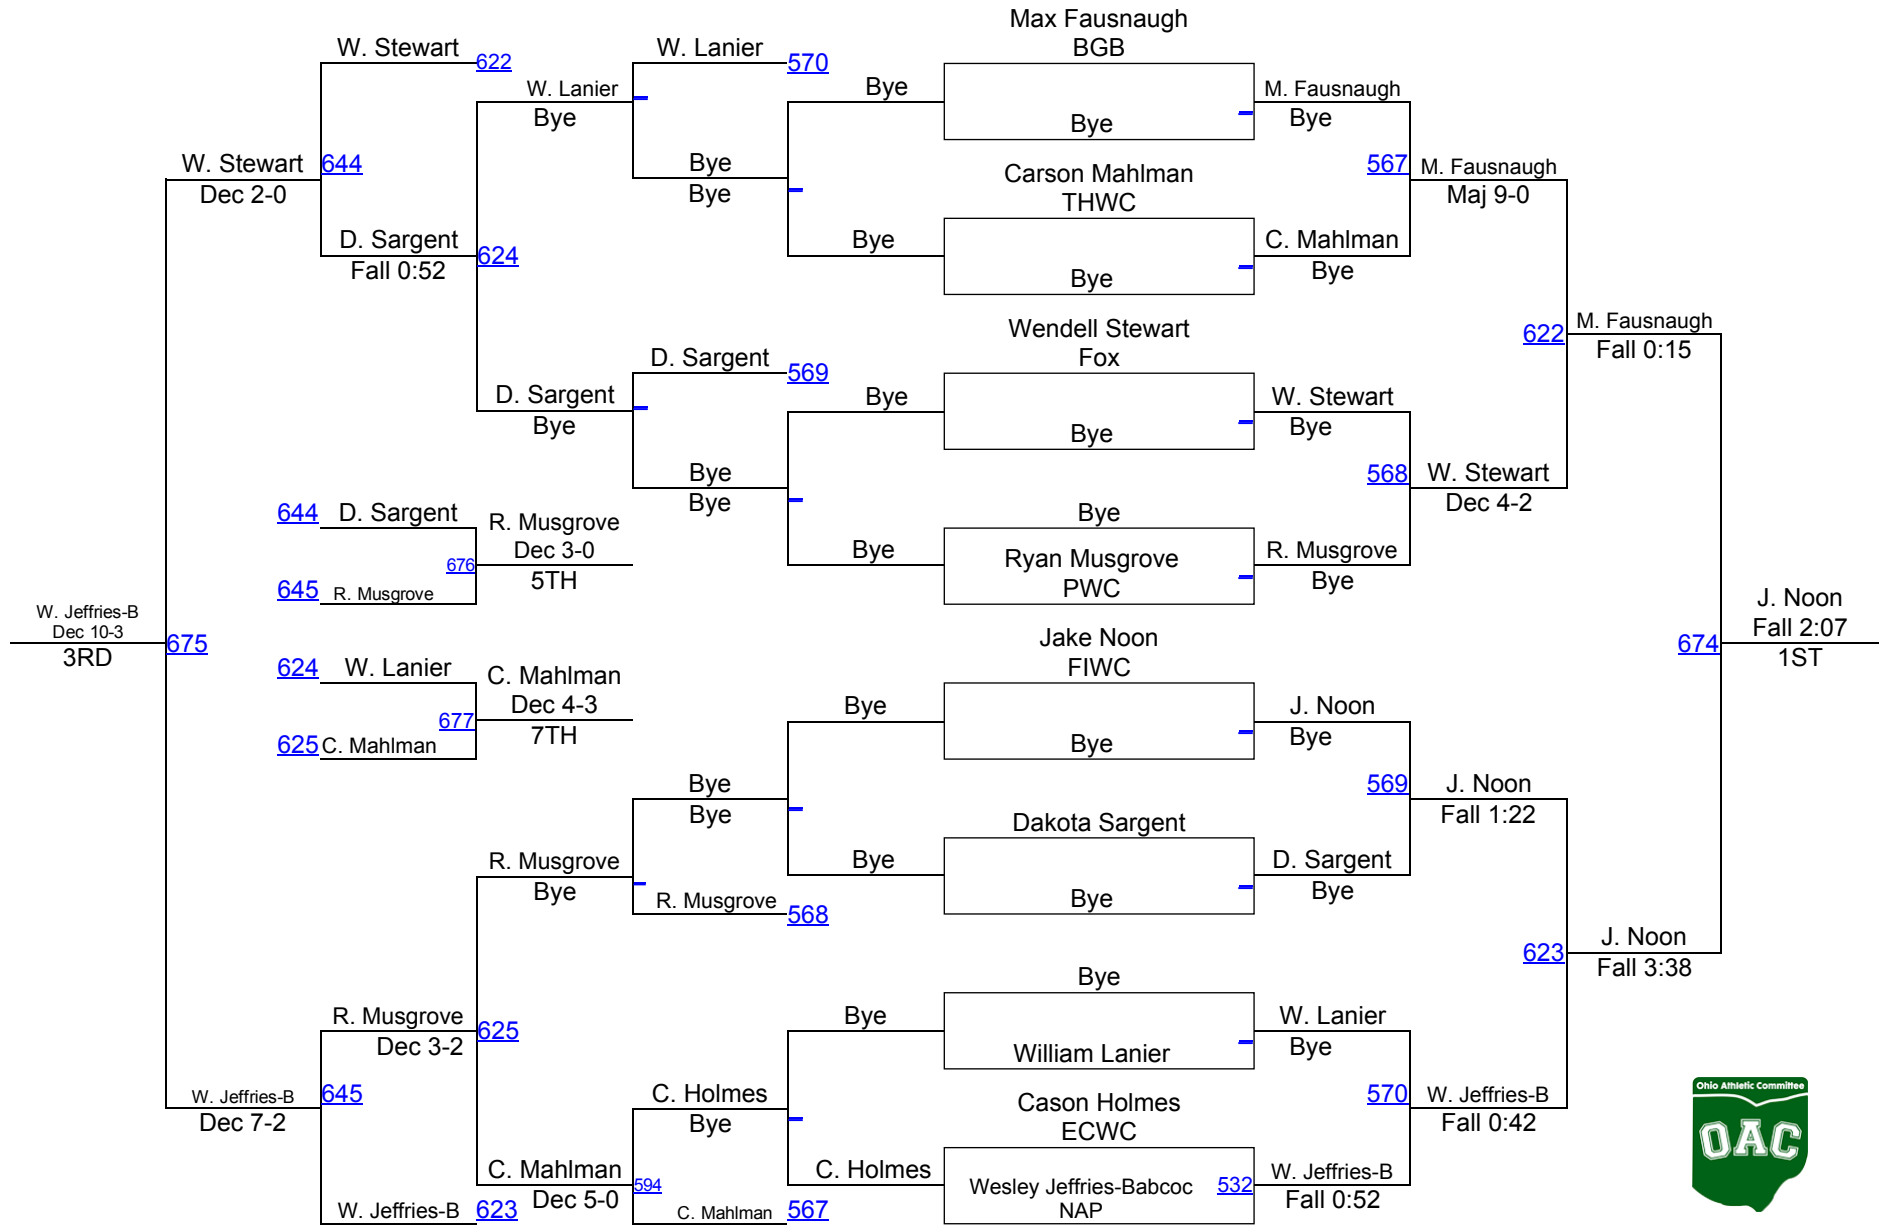 Max Fausnaugh
BGB
W. Stewart
622
W. Lanier
570
W. Lanier
Bye
Bye
M. Fausnaugh
Bye
Bye
W. Stewart
644
Dec 2-0
Bye
Bye
Carson Mahlman
THWC
567
M. Fausnaugh
Maj 9-0
D. Sargent
624
Fall 0:52
Bye
Bye
C. Mahlman
Bye
Wendell Stewart
Fox
622
M. Fausnaugh
Fall 0:15
D. Sargent
569
D. Sargent
Bye
Bye
Bye
W. Stewart
Bye
Bye
Bye
568
W. Stewart
Dec 4-2
644
D. Sargent
R. Musgrove
Dec 3-0
5TH
676
645
R. Musgrove
Bye
Bye
Ryan Musgrove
PWC
R. Musgrove
Bye
W. Jeffries-B
Dec 10-3
3RD
675
Jake Noon
FIWC
674
J. Noon
Fall 2:07
1ST
624
W. Lanier
C. Mahlman
Dec 4-3
7TH
677
625
C. Mahlman
Bye
Bye
J. Noon
Bye
Bye
Bye
569
J. Noon
Fall 1:22
Dakota Sargent
R. Musgrove
Bye
Bye
Bye
D. Sargent
Bye
R. Musgrove
568
623
J. Noon
Fall 3:38
Bye
R. Musgrove
625
Dec 3-2
Bye
William Lanier
W. Lanier
Bye
W. Jeffries-B
645
Dec 7-2
C. Holmes
Bye
Cason Holmes
ECWC
570
W. Jeffries-B
Fall 0:42
C. Mahlman
Dec 5-0
594
C. Holmes
Wesley Jeffries-Babcoc
NAP
532
W. Jeffries-B
Fall 0:52
W. Jeffries-B
623
C. Mahlman
567
Ohio Athletic Committee
OAC